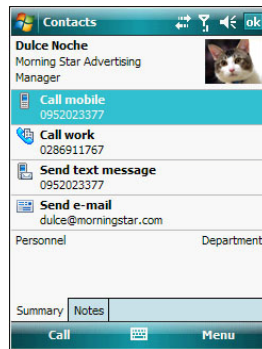 Contacts ok
Dulce Noche
Morning Star Advertising
Manager
Call mobile
0952023377
Call work
0286911767
Send text message
0952023377
Send e-mail
dulce@morningstar.com
Personnel Department
Summary Notes
Call Menu